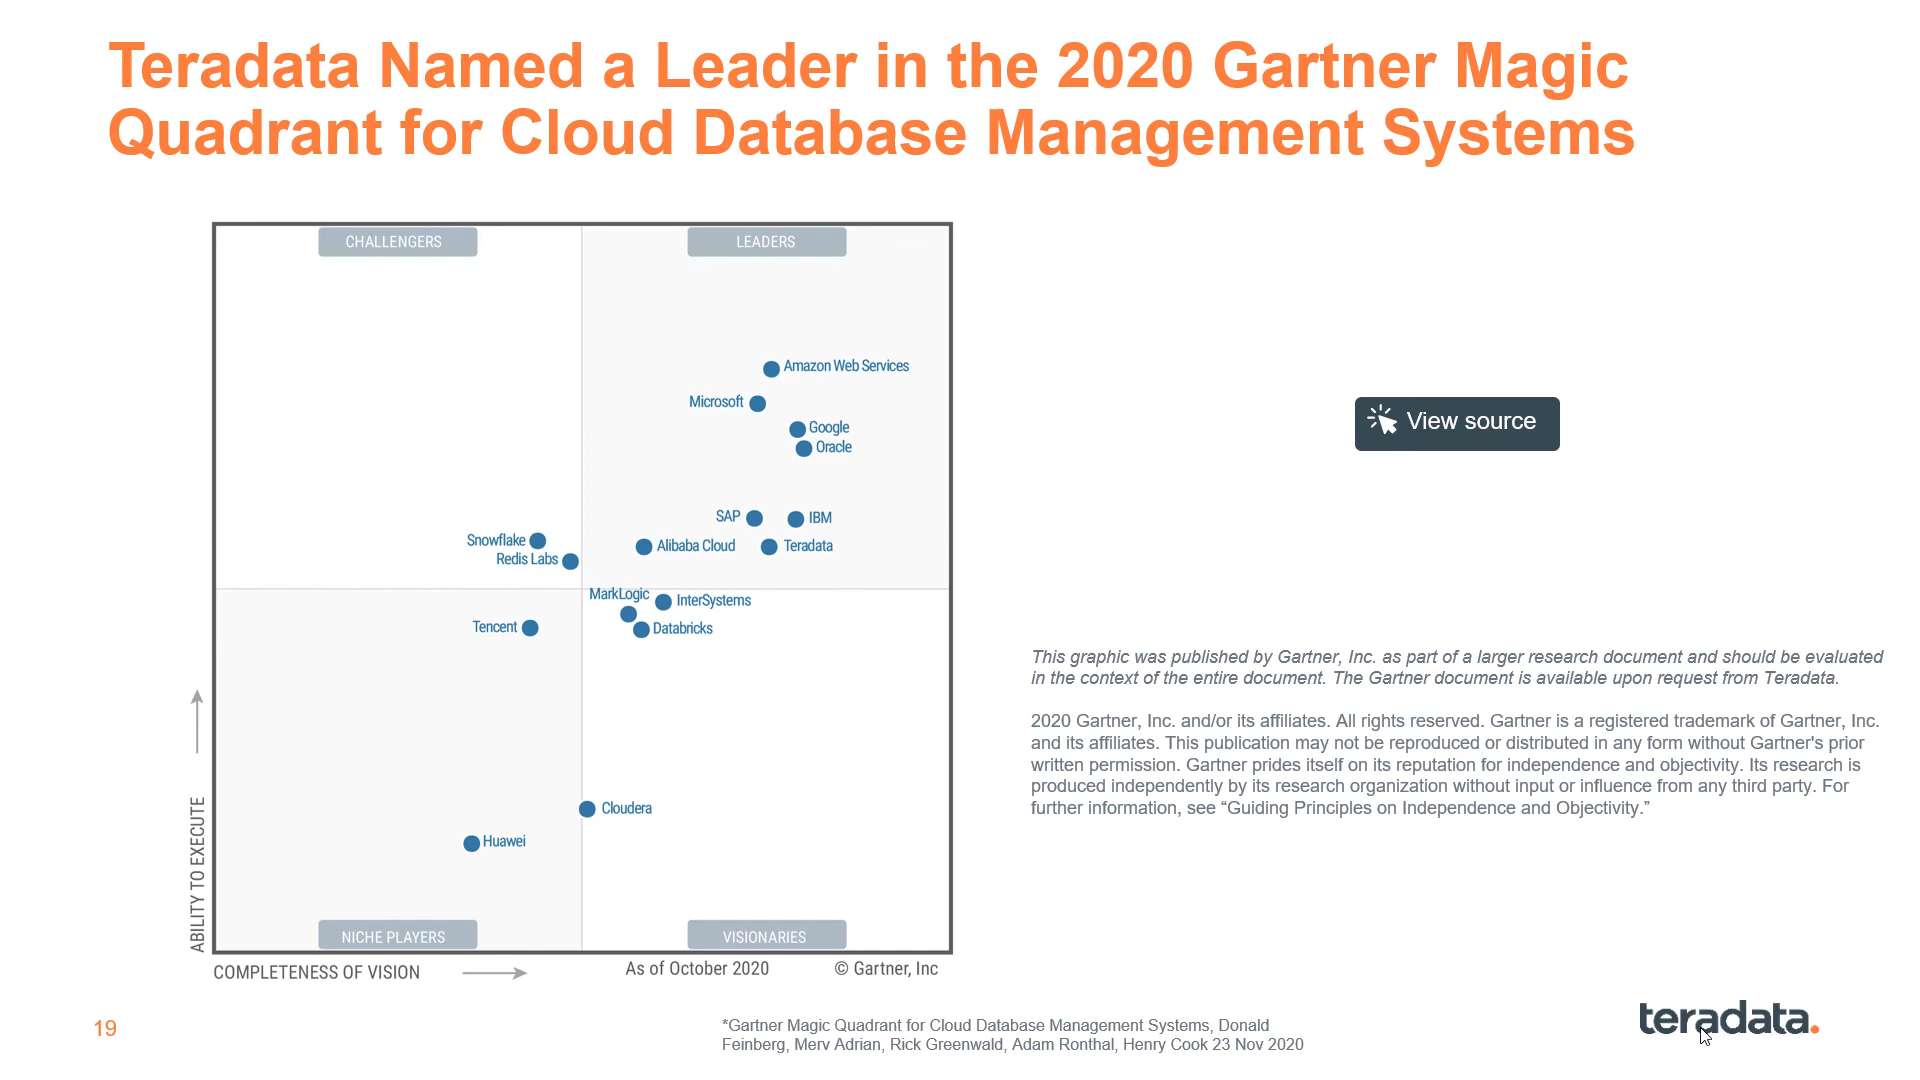 Teradata Named a Leader in the 2020 Gartner Magic
Quadrant for Cloud Database Management Systems
CHALLENGERS
LEADERS
Amazon Web Services
Microsoft
Google
Oracle
SAP
IBM
Snowflake
Alibaba Cloud
Teradata
Redis Labs
MarkLogic
InterSystems
Tencent
Databricks
Cloudera
Huawei
NICHE PLAYERS
VISIONARIES
ABILITY TO EXECUTE
COMPLETENESS OF VISION
As of October 2020
© Gartner, Inc
View source
This graphic was published by Gartner, Inc. as part of a larger research document and should be evaluated
in the context of the entire document. The Gartner document is available upon request from Teradata.
2020 Gartner, Inc. and/or its affiliates. All rights reserved. Gartner is a registered trademark of Gartner, Inc.
and its affiliates. This publication may not be reproduced or distributed in any form without Gartner's prior
written permission. Gartner prides itself on its reputation for independence and objectivity. Its research is
produced independently by its research organization without input or influence from any third party. For
further information, see “Guiding Principles on Independence and Objectivity.”
19
*Gartner Magic Quadrant for Cloud Database Management Systems, Donald
Feinberg, Merv Adrian, Rick Greenwald, Adam Ronthal, Henry Cook 23 Nov 2020
teradata.